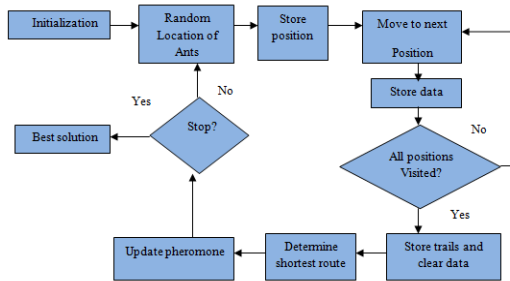 Initialization
Random
Location of
Ants
Store
position
Move to next
Position
Store data
All positions
Visited?
No
Yes
Store trails and
clear data
Determine
shortest route
Update pheromone
Stop?
No
Yes
Best solution